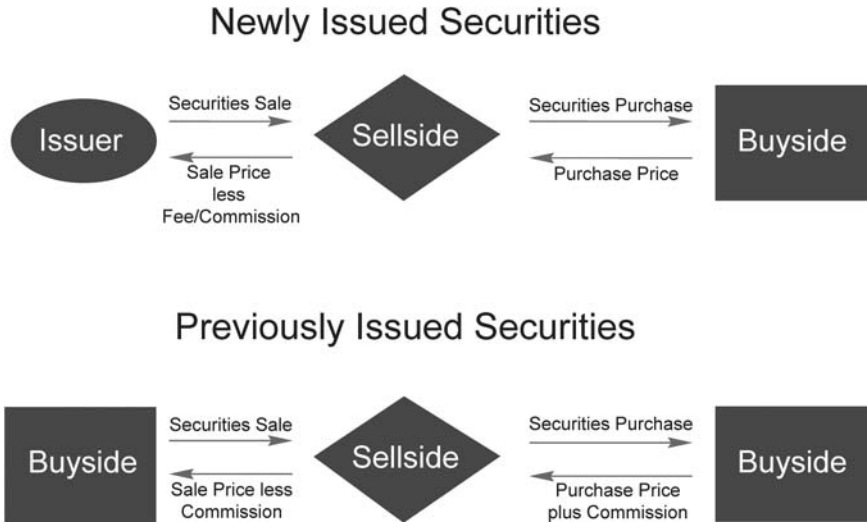 Newly Issued Securities
Issuer
Securities Sale
Sale Price
less
Fee/Commission
Sellside
Securities Purchase
Purchase Price
Buyside
Previously Issued Securities
Buyside
Securities Sale
Sale Price less
Commission
Sellside
Securities Purchase
Purchase Price
plus Commission
Buyside